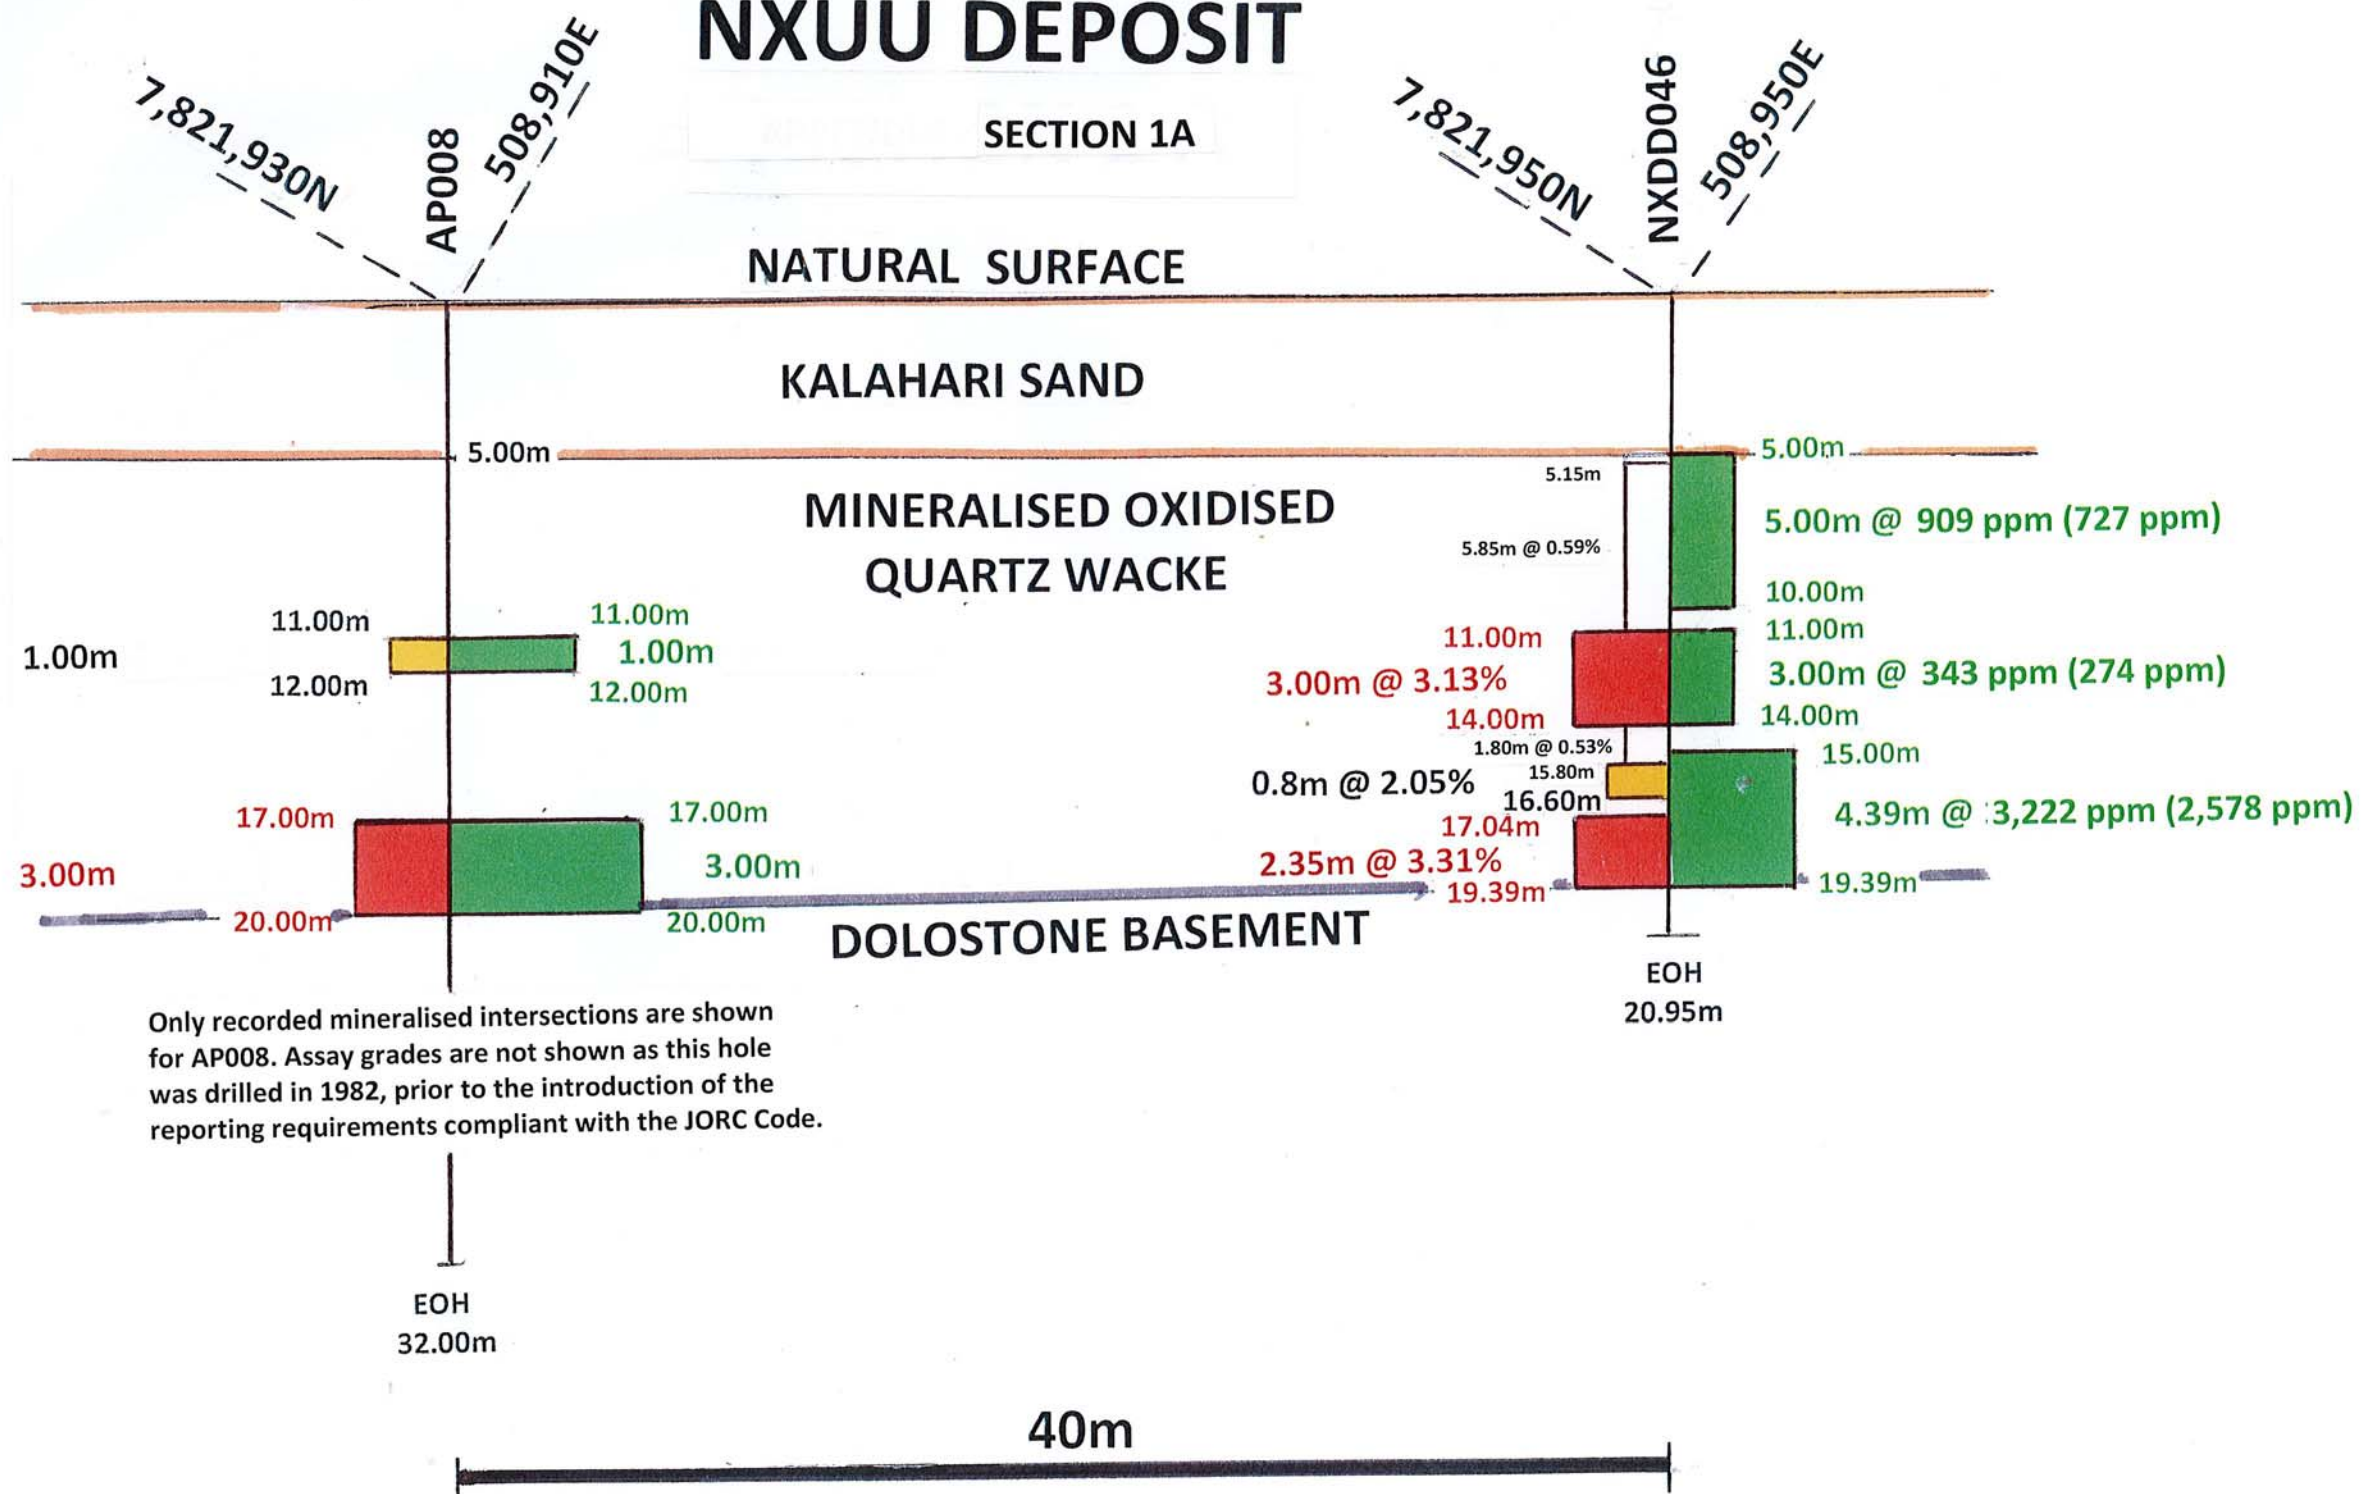 NXUU DEPOSIT
SECTION 1A
7,821,930N
AP008
508,910E
7,821,950N
NXDD046
508,950E
NATURAL SURFACE
KALAHARI SAND
5.00m
5.00m
5.15m
MINERALISED OXIDISED
QUARTZ WACKE
5.85m @ 0.59%
5.00m @ 909 ppm (727 ppm)
10.00m
11.00m
11.00m
1.00m
1.00m
12.00m
12.00m
11.00m
11.00m
3.00m @ 3.13%
3.00m @ 343 ppm (274 ppm)
14.00m
14.00m
1.80m @ 0.53%
15.00m
0.8m @ 2.05%
15.80m
16.60m
17.00m
17.00m
17.04m
4.39m @ :3,222 ppm (2,578 ppm)
3.00m
3.00m
2.35m @ 3.31%
19.39m
19.39m
20.00m
20.00m
DOLOSTONE BASEMENT
EOH
20.95m
Only recorded mineralised intersections are shown
for AP008. Assay grades are not shown as this hole
was drilled in 1982, prior to the introduction of the
reporting requirements compliant with the JORC Code.
EOH
32.00m
40m